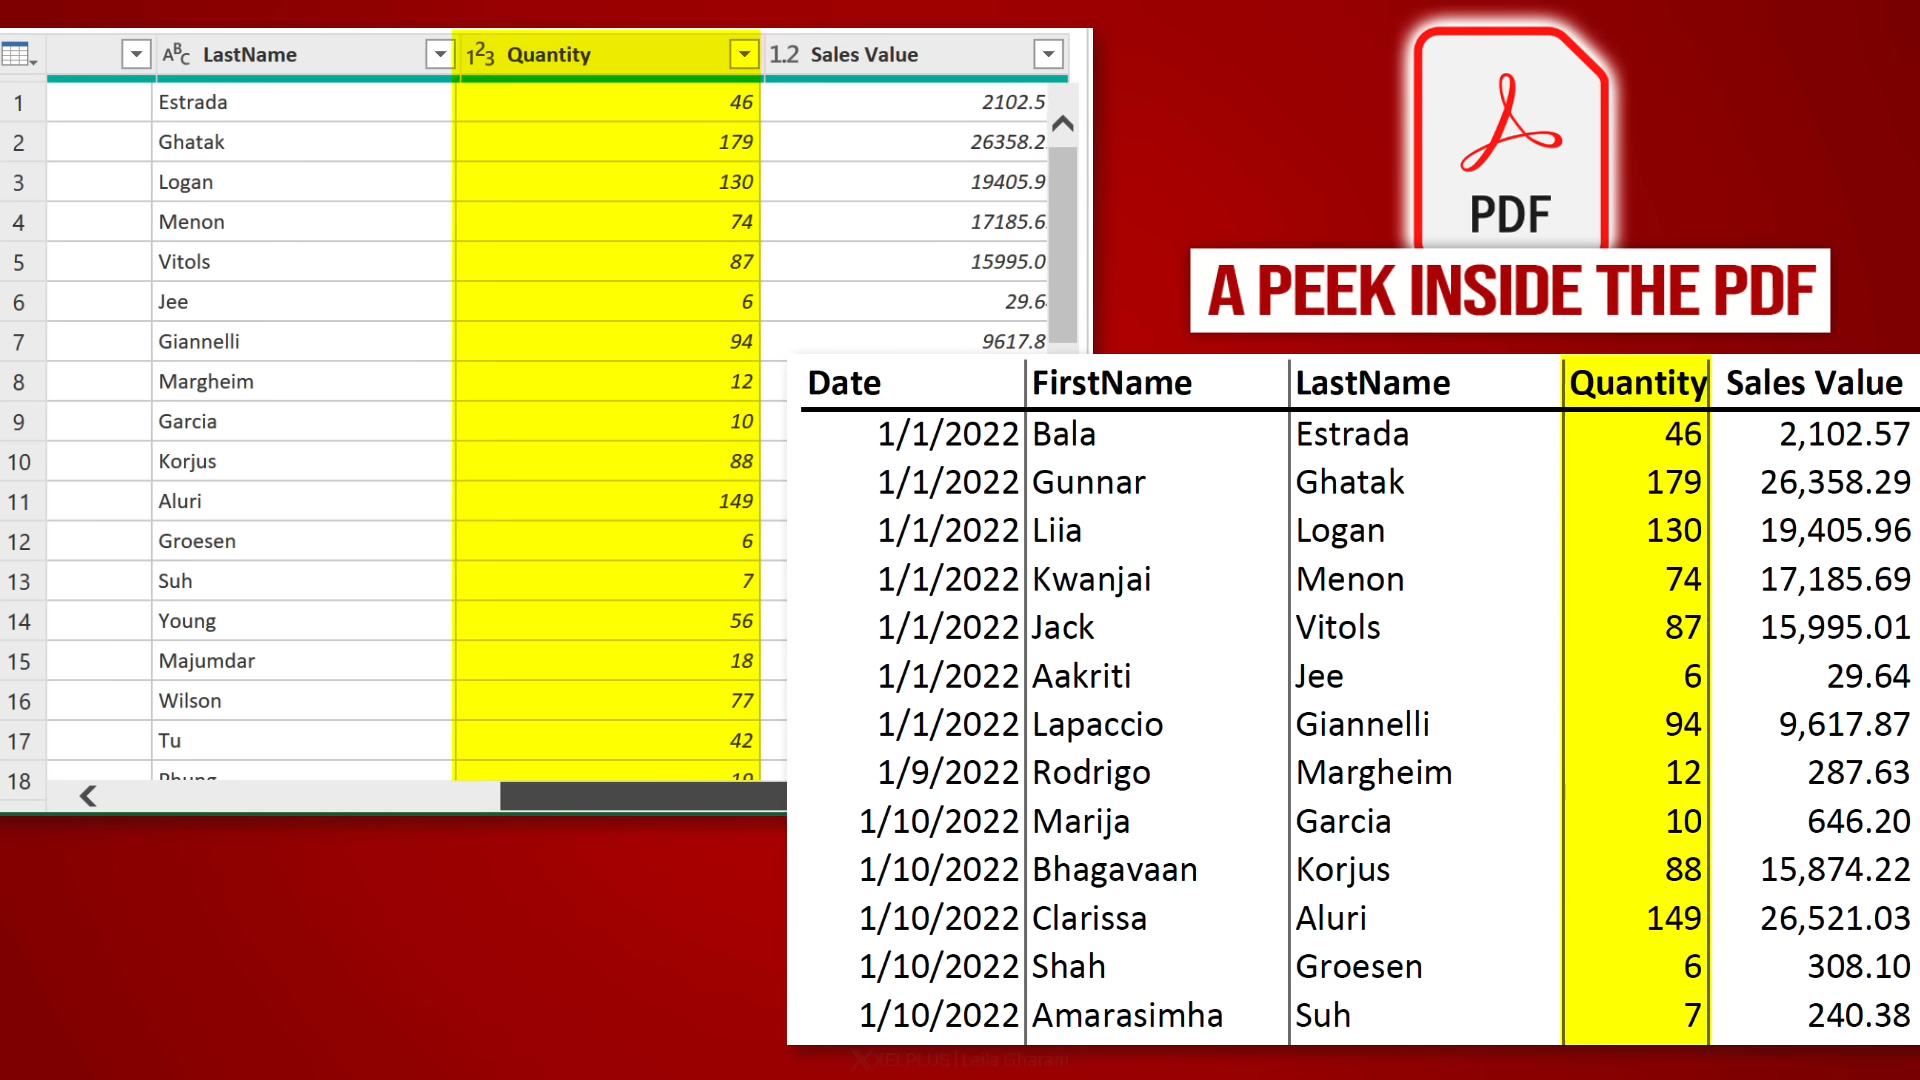 ABC LastName 123 Quantity 1.2 Sales Value
1 Estrada 46 2102.5
2 Ghatak 179 26358.2
3 Logan 130 19405.9
4 Menon 74 17185.6
5 Vitols 87 15995.0
6 Jee 6 29.6
7 Giannelli 94 9617.8
8 Margheim 12
9 Garcia 10
10 Korjus 88
11 Aluri 149
12 Groesen 6
13 Suh 7
14 Young 56
15 Majumdar 18
16 Wilson 77
17 Tu 42
18 Phung 10
PDF
A PEEK INSIDE THE PDF
Date FirstName LastName Quantity Sales Value
1/1/2022 Bala Estrada 46 2,102.57
1/1/2022 Gunnar Ghatak 179 26,358.29
1/1/2022 Liia Logan 130 19,405.96
1/1/2022 Kwanjai Menon 74 17,185.69
1/1/2022 Jack Vitols 87 15,995.01
1/1/2022 Aakriti Jee 6 29.64
1/1/2022 Lapaccio Giannelli 94 9,617.87
1/9/2022 Rodrigo Margheim 12 287.63
1/10/2022 Marija Garcia 10 646.20
1/10/2022 Bhagavaan Korjus 88 15,874.22
1/10/2022 Clarissa Aluri 149 26,521.03
1/10/2022 Shah Groesen 6 308.10
1/10/2022 Amarasimha Suh 7 240.38
XELPLUS | Leila Gharani